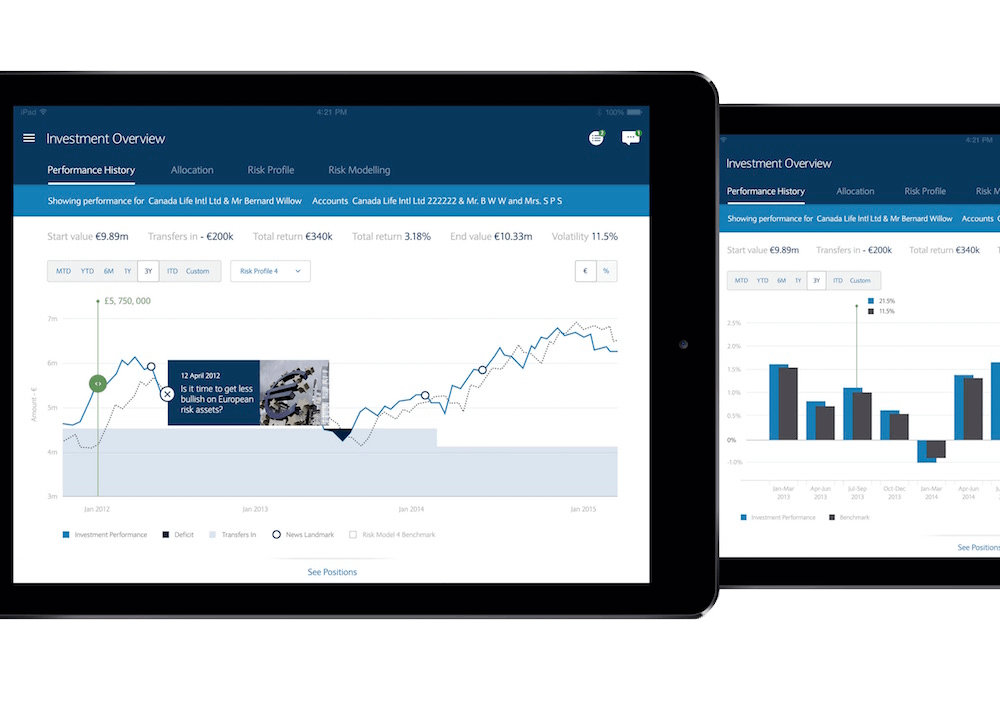 iPad 4:21 PM 100%
Investment Overview
2 1
Performance History Allocation Risk Profile Risk Modelling
Showing performance for Canada Life Intl Ltd & Mr Bernard Willow Accounts Canada Life Intl Ltd 222222 & Mr. B W W and Mrs. S P S
Start value €9.89m Transfers in - €200k Total return €340k Total return 3.18% End value €10.33m Volatility 11.5%
MTD YTD 6M 1Y 3Y ITD Custom Risk Profile 4 € %
£5, 750, 000
7m
6m
5m
4m
3m
Amount - €
12 April 2012
Is it time to get less
bullish on European
risk assets?
Jan 2012 Jan 2013 Jan 2014 Jan 2015
Investment Performance Deficit Transfers In News Landmark Risk Model 4 Benchmark
See Positions
4:21 PM
Investment Overview
Performance History Allocation Risk Profile Risk M
Showing performance for Canada Life Intl Ltd & Mr Bernard Willow Accounts
Start value €9.89m Transfers in - €200k Total return €340k
MTD YTD 6M 1Y 3Y ITD Custom
21.5%
11.5%
2.5%
2.0%
1.5%
1.0%
0.5%
0%
-1.0%
Jan-Mar Apr-Jun Jul-Sep Oct-Dec Jan-Mar Apr-Jun
2013 2013 2013 2013 2014 2014
Investment Performance Benchmark
See Positions